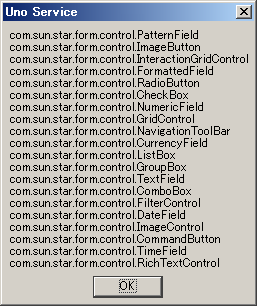 Uno Service
com.sun.star.form.control.PatternField
com.sun.star.form.control.ImageButton
com.sun.star.form.control.InteractionGridControl
com.sun.star.form.control.FormattedField
com.sun.star.form.control.RadioButton
com.sun.star.form.control.CheckBox
com.sun.star.form.control.NumericField
com.sun.star.form.control.GridControl
com.sun.star.form.control.NavigationToolBar
com.sun.star.form.control.CurrencyField
com.sun.star.form.control.ListBox
com.sun.star.form.control.GroupBox
com.sun.star.form.control.TextField
com.sun.star.form.control.ComboBox
com.sun.star.form.control.FilterControl
com.sun.star.form.control.DateField
com.sun.star.form.control.ImageControl
com.sun.star.form.control.CommandButton
com.sun.star.form.control.TimeField
com.sun.star.form.control.RichTextControl
OK